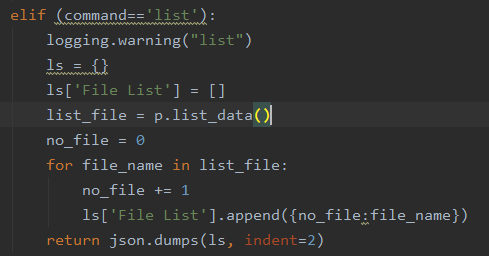 elif (command=='list'):
    logging.warning("list")
    ls = {}
    ls['File List'] = []
    list_file = p.list_data()
    no_file = 0
    for file_name in list_file:
        no_file += 1
        ls['File List'].append({no_file:file_name})
    return json.dumps(ls, indent=2)